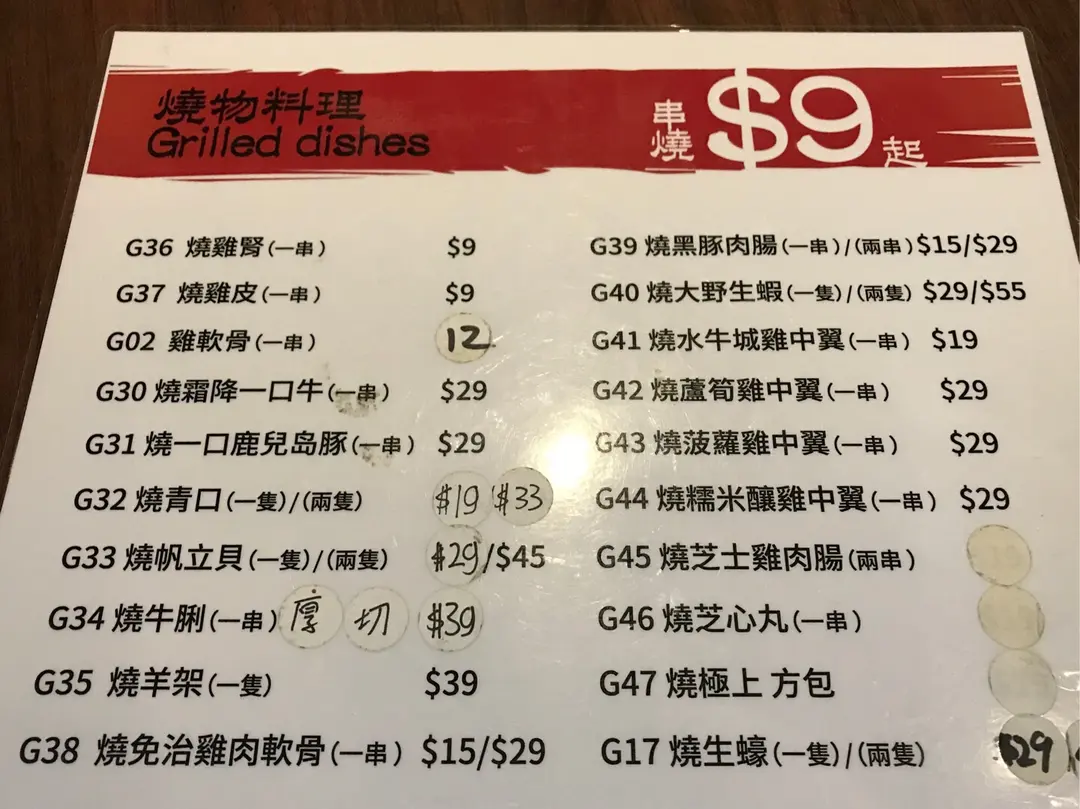 燒物料理
Grilled dishes
串燒 $9 起
G36 燒雞腎(一串) $9
G37 燒雞皮(一串) $9
G02 雞軟骨(一串) 12
G30 燒霜降一口牛(一串) $29
G31 燒一口鹿兒岛豚(一串) $29
G32 燒青口(一隻)/(兩隻) $19 $33
G33 燒帆立貝(一隻)/(兩隻) $29/$45
G34 燒牛脷(一串) 厚 切 $39
G35 燒羊架(一隻) $39
G38 燒免治雞肉軟骨(一串) $15/$29
G39 燒黑豚肉腸(一串)/(兩串) $15/$29
G40 燒大野生蝦(一隻)/(兩隻) $29/$55
G41 燒水牛城雞中翼(一串) $19
G42 燒蘆筍雞中翼(一串) $29
G43 燒菠蘿雞中翼(一串) $29
G44 燒糯米釀雞中翼(一串) $29
G45 燒芝士雞肉腸(兩串)
G46 燒芝心丸(一串)
G47 燒極上 方包
G17 燒生蠔(一隻)/(兩隻) $29